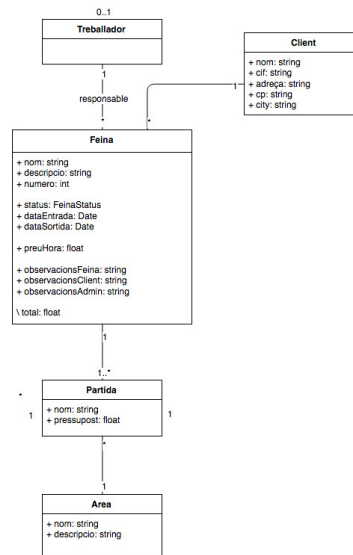 0..1
Treballador
1
responsable
*
Client
+ nom: string
+ cif: string
+ adreça: string
+ cp: string
+ city: string
1
*
Feina
+ nom: string
+ descripcio: string
+ numero: int
+ status: FeinaStatus
+ dataEntrada: Date
+ dataSortida: Date
+ preuHora: float
+ observacionsFeina: string
+ observacionsClient: string
+ observacionsAdmin: string
\ total: float
1
1..*
Partida
+ nom: string
+ pressupost: float
*
1
1
*
1
Area
+ nom: string
+ descripcio: string